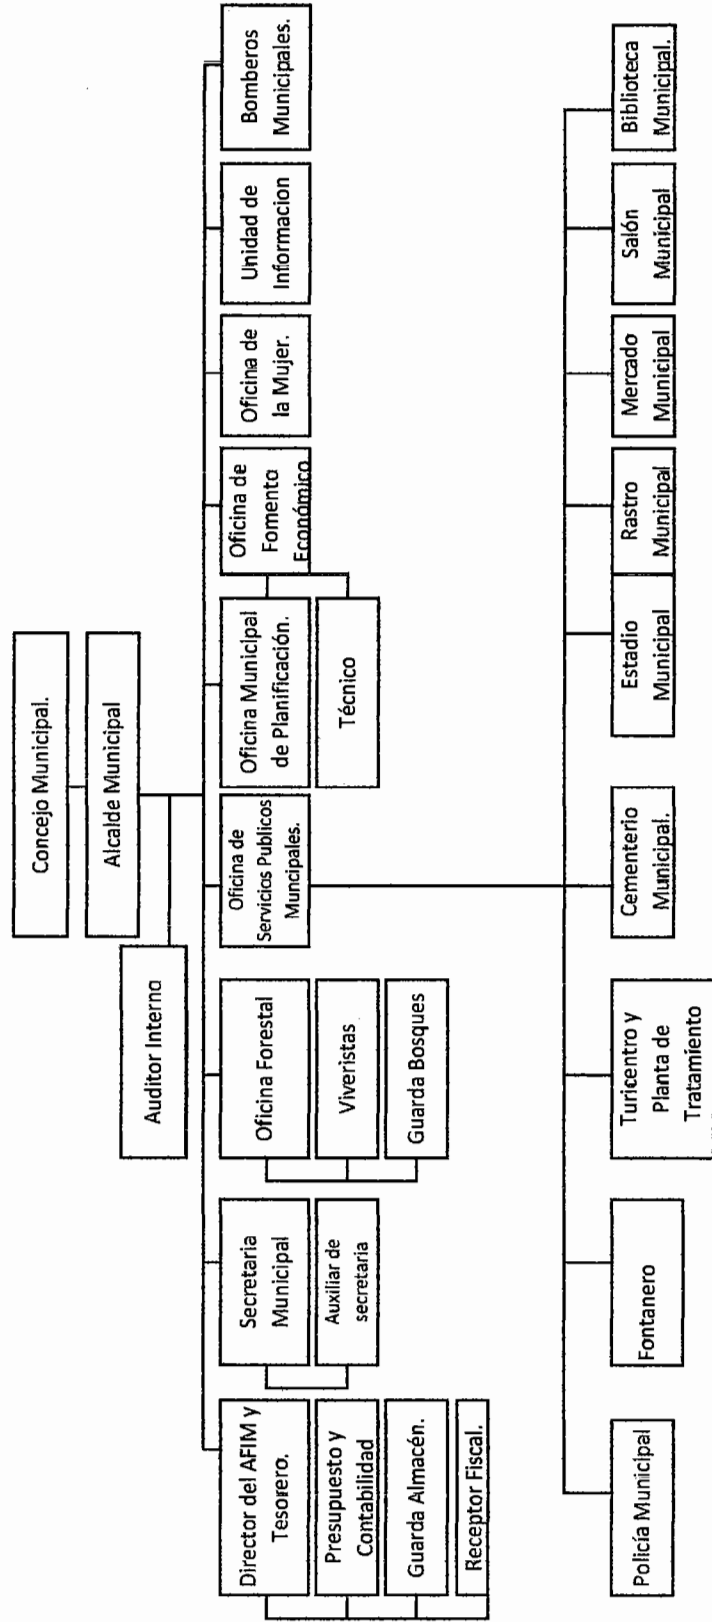 Concejo Municipal.
Alcalde Municipal
Auditor Interno
Director del AFIM y
Tesorero.
Presupuesto y
Contabilidad
Guarda Almacén.
Receptor Fiscal.
Secretaria
Municipal
Auxiliar de
secretaria
Oficina Forestal
Viveristas
Guarda Bosques
Oficina de
Servicios Publicos
Muncipales.
Oficina Municipal
de Planificación.
Técnico
Oficina de
Fomento
Económico
Oficina de
la Mujer.
Unidad de
Informacion
Bomberos
Municipales.
Policía Municipal
Fontanero
Turicentro y
Planta de
Tratamiento
Cementerio
Municipal.
Estadio
Municipal
Rastro
Municipal
Mercado
Municipal
Salón
Municipal
Biblioteca
Municipal.